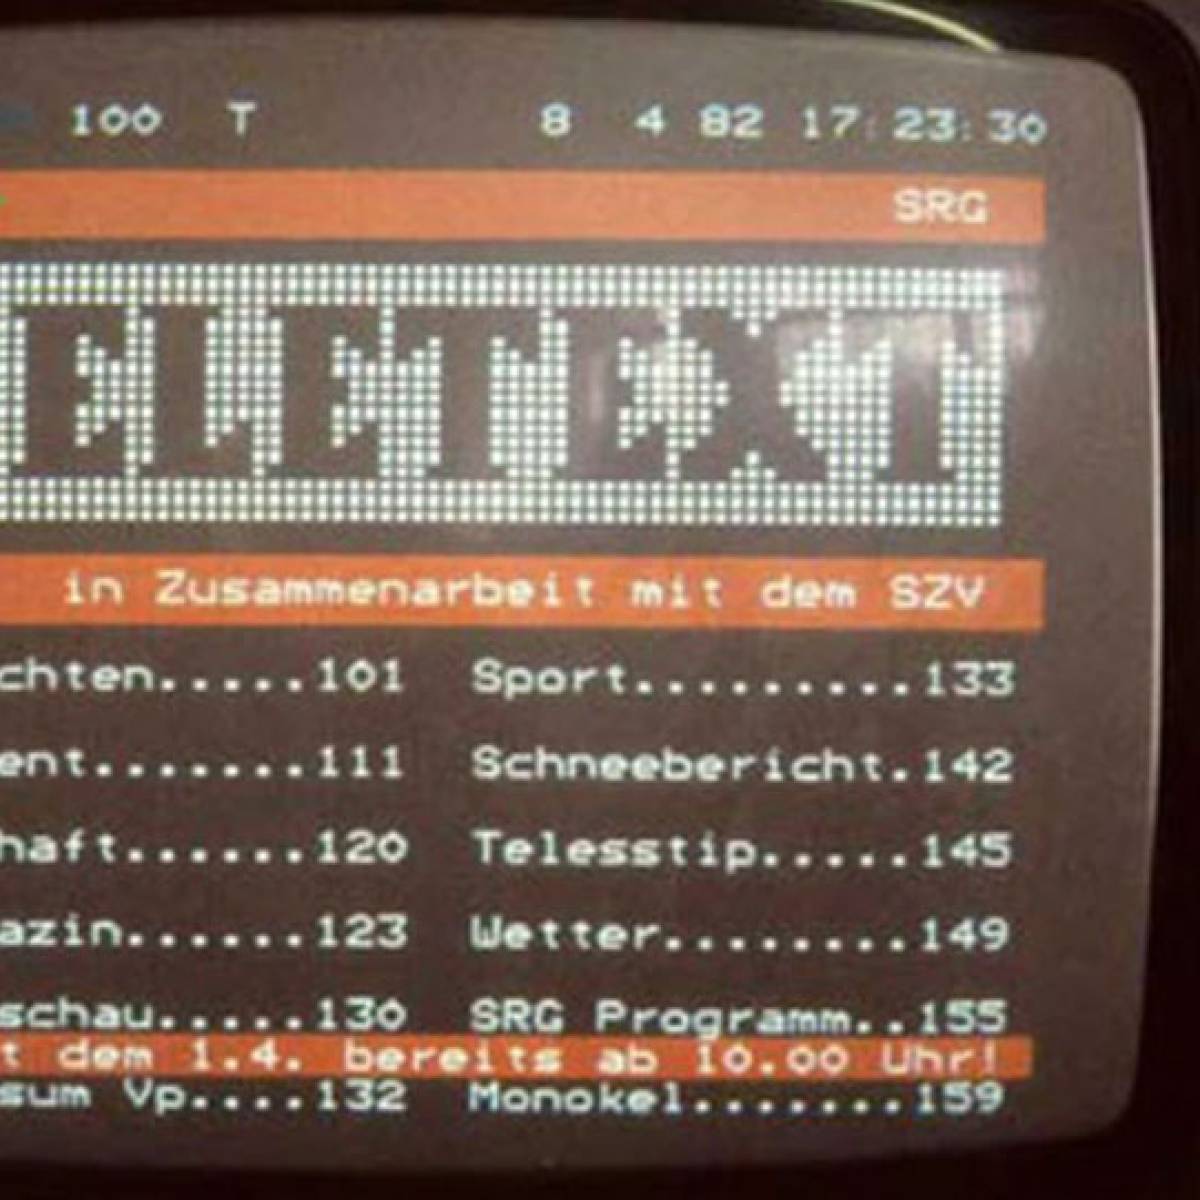 100 T 8 4 82 17:23:30
SRG
ELETEXT
in Zusammenarbeit mit dem SZV
chten.....101 Sport.........133
ent.......111 Schneebericht.142
haft......120 Telesstip.....145
azin......123 Wetter........149
schau.....130 SRG Programm..155
t dem 1.4. bereits ab 10.00 Uhr!
sum Vp....132 Monokel.......159